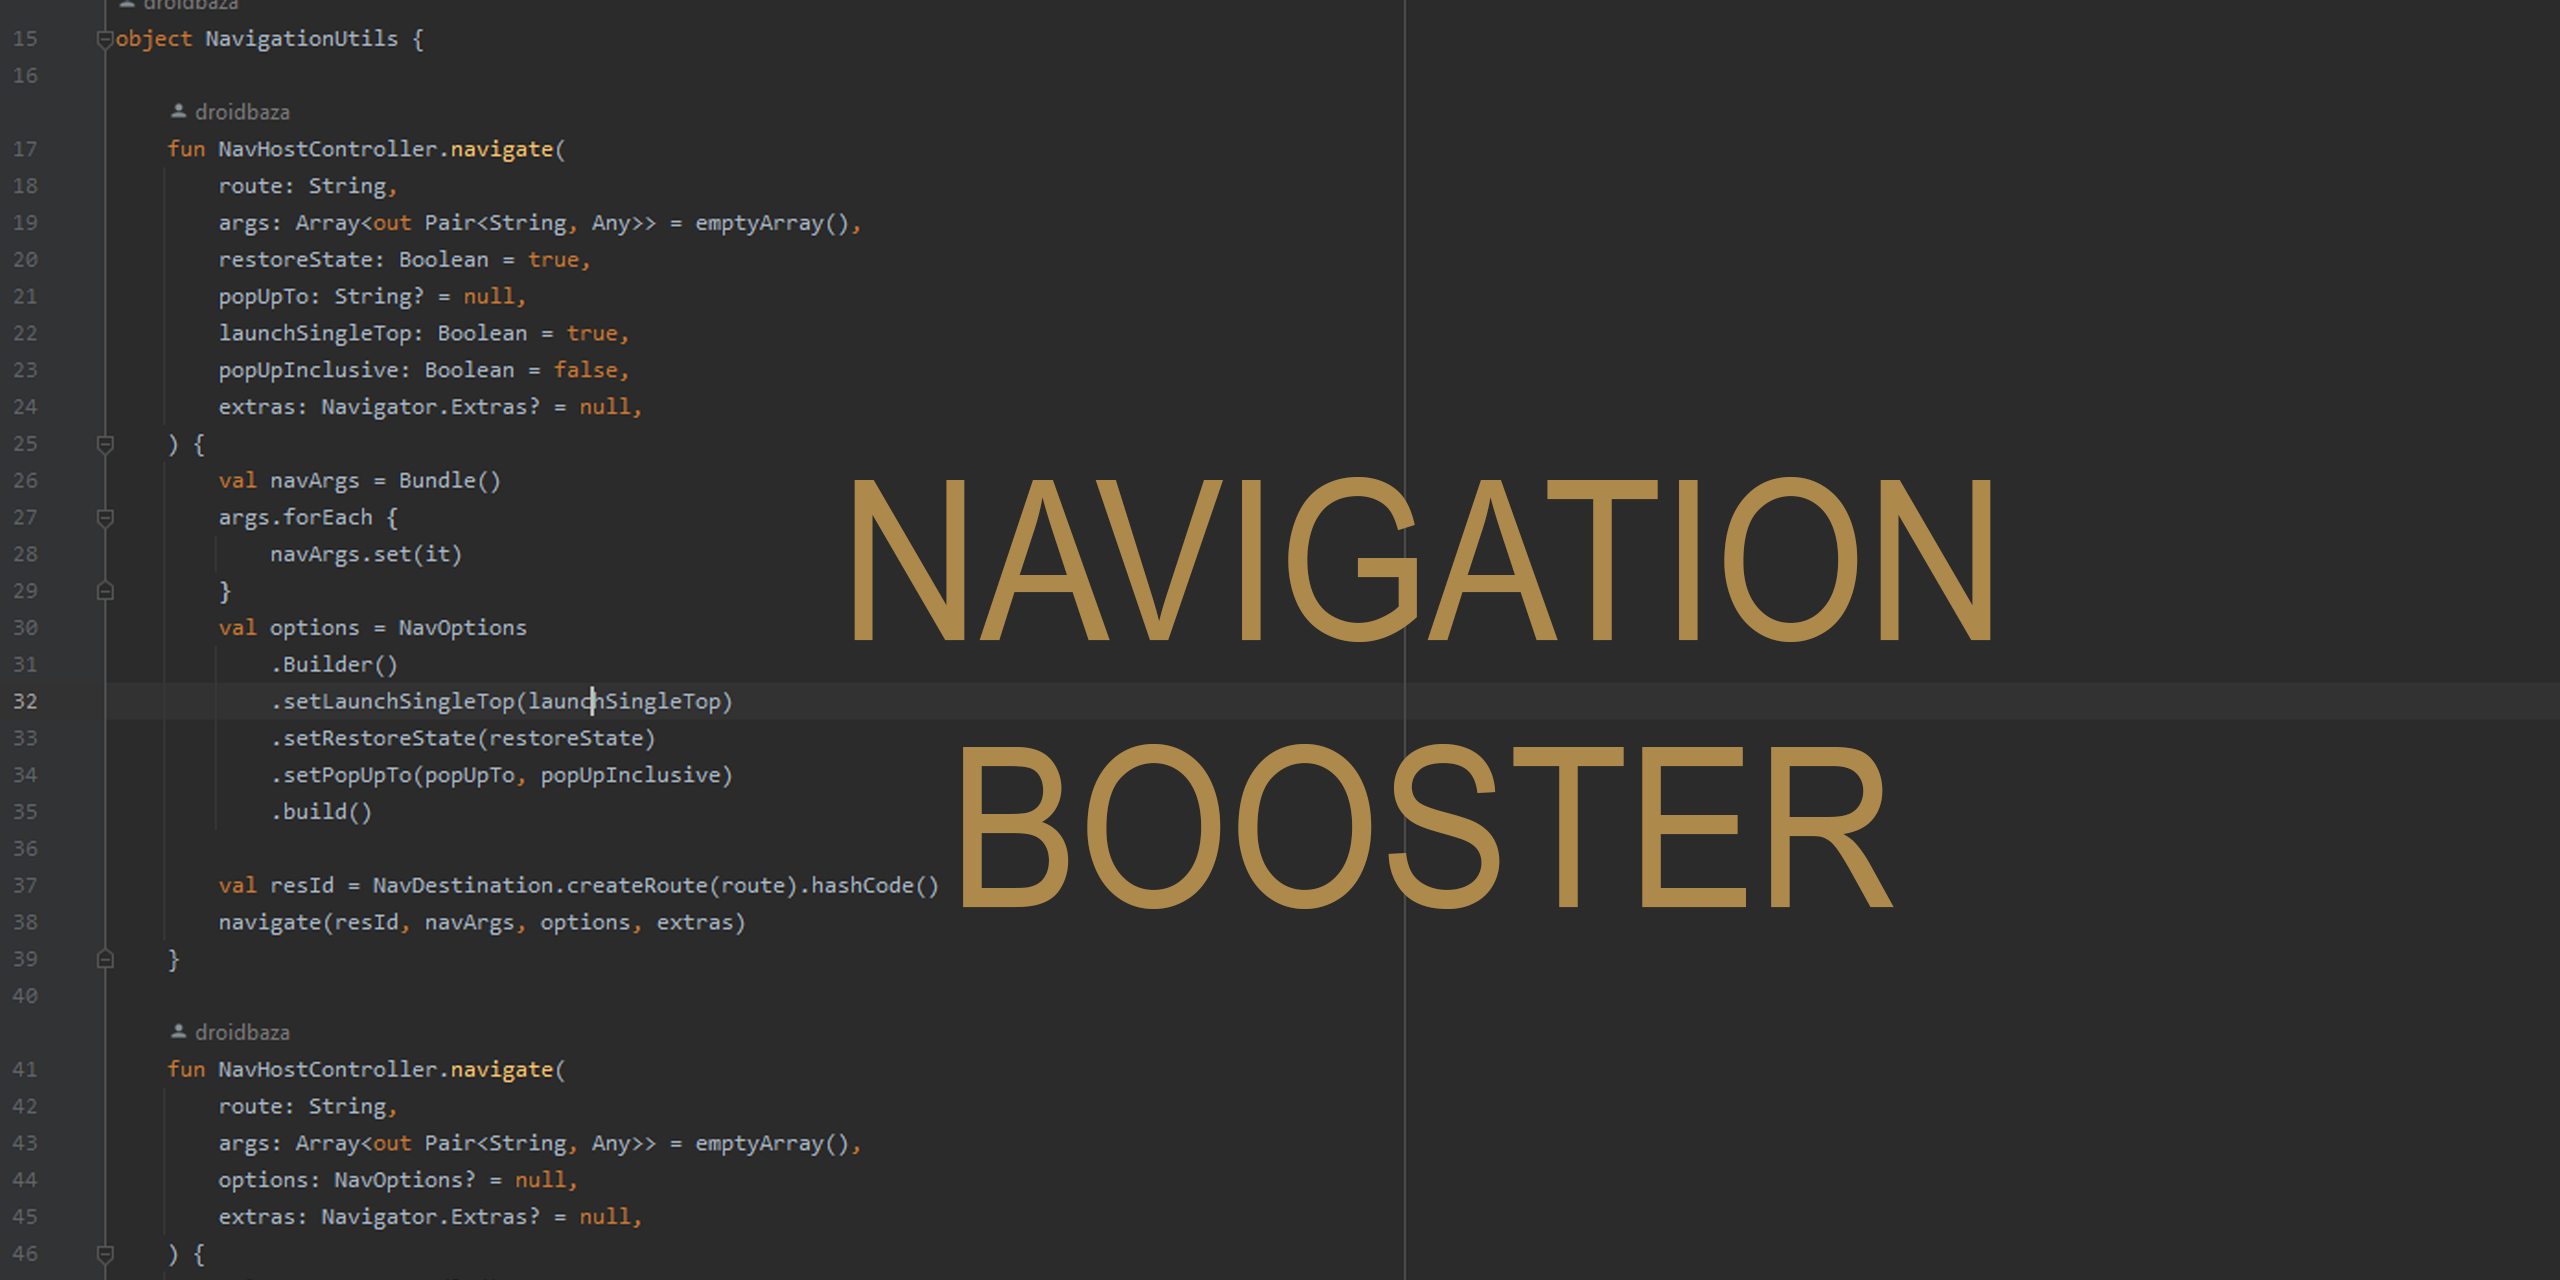 droidbaza
15 object NavigationUtils {
16
droidbaza
17 fun NavHostController.navigate(
18 route: String,
19 args: Array<out Pair<String, Any>> = emptyArray(),
20 restoreState: Boolean = true,
21 popUpTo: String? = null,
22 launchSingleTop: Boolean = true,
23 popUpInclusive: Boolean = false,
24 extras: Navigator.Extras? = null,
25 ) {
26 val navArgs = Bundle()
27 args.forEach {
28 navArgs.set(it)
29 }
30 val options = NavOptions
31 .Builder()
32 .setLaunchSingleTop(launchSingleTop)
33 .setRestoreState(restoreState)
34 .setPopUpTo(popUpTo, popUpInclusive)
35 .build()
36
37 val resId = NavDestination.createRoute(route).hashCode()
38 navigate(resId, navArgs, options, extras)
39 }
40
droidbaza
41 fun NavHostController.navigate(
42 route: String,
43 args: Array<out Pair<String, Any>> = emptyArray(),
44 options: NavOptions? = null,
45 extras: Navigator.Extras? = null,
46 ) {
NAVIGATION
BOOSTER